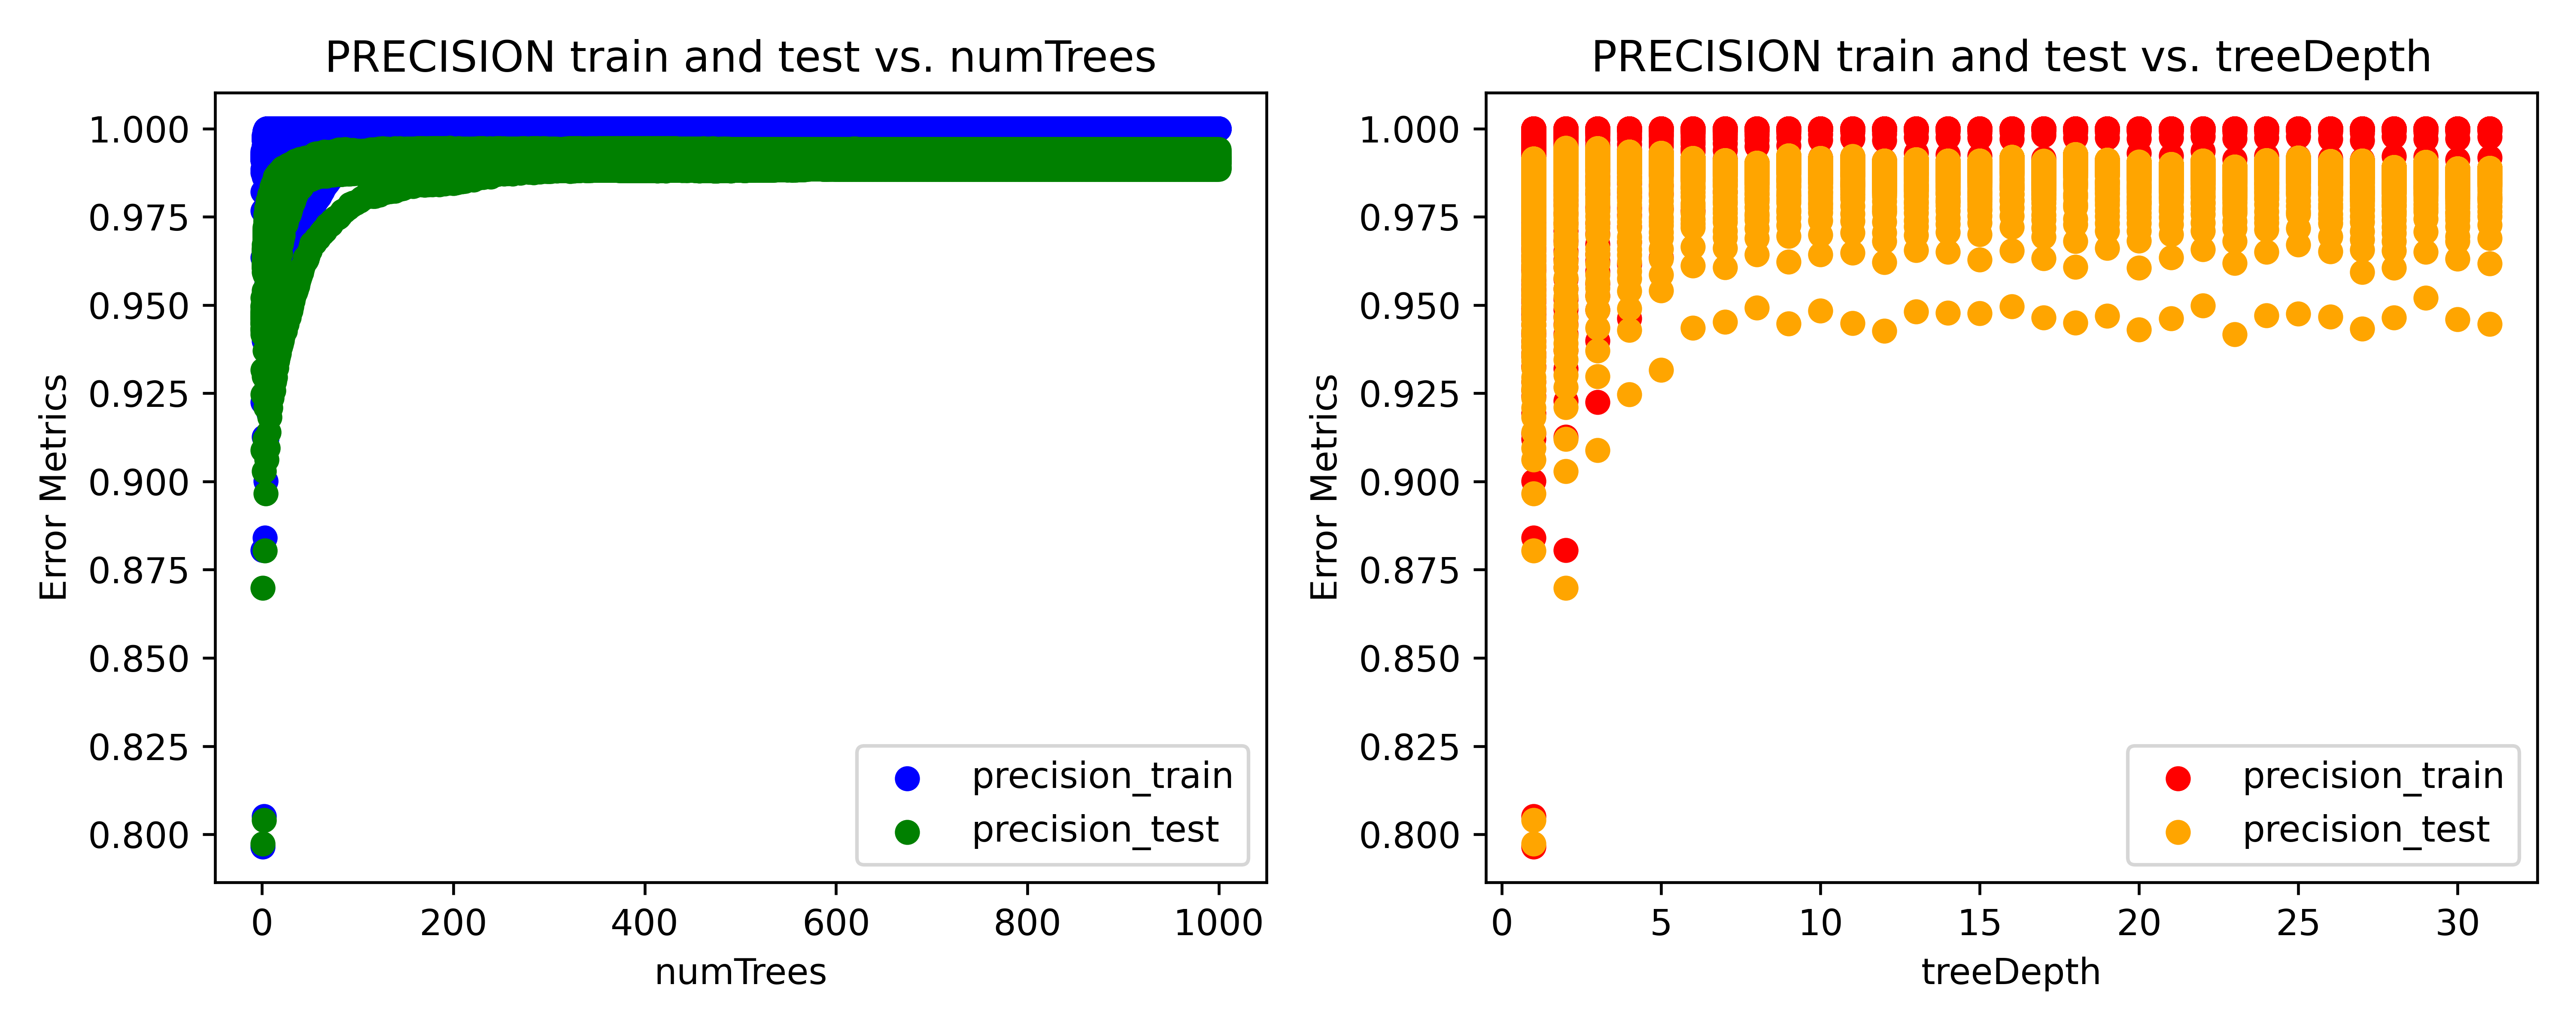 PRECISION train and test vs. numTrees
Error Metrics
1.000
0.975
0.950
0.925
0.900
0.875
0.850
0.825
0.800
precision_train
precision_test
0 200 400 600 800 1000
numTrees
PRECISION train and test vs. treeDepth
Error Metrics
1.000
0.975
0.950
0.925
0.900
0.875
0.850
0.825
0.800
precision_train
precision_test
0 5 10 15 20 25 30
treeDepth